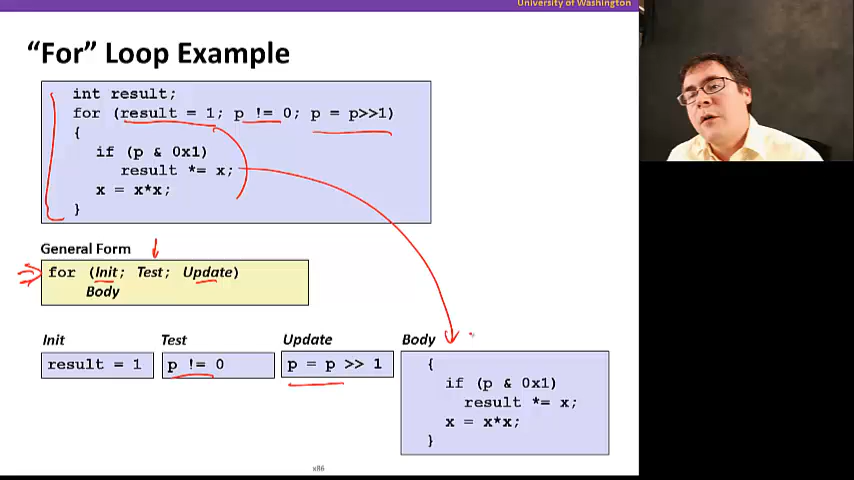 University of Washington
“For” Loop Example
int result;
for (result = 1; p != 0; p = p>>1)
{
if (p & 0x1)
result *= x;
x = x*x;
}
General Form
for (Init; Test; Update)
Body
Init Test Update Body
result = 1 p != 0 p = p >> 1
{
if (p & 0x1)
result *= x;
x = x*x;
}
x86